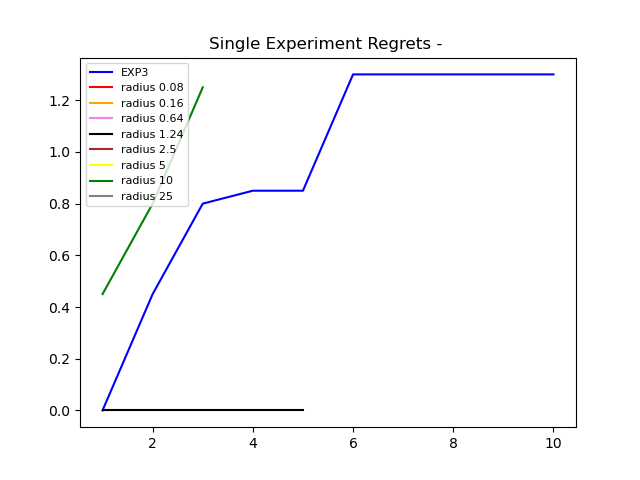 Single Experiment Regrets -
EXP3
radius 0.08
radius 0.16
radius 0.64
radius 1.24
radius 2.5
radius 5
radius 10
radius 25
1.2
1.0
0.8
0.6
0.4
0.2
0.0
2 4 6 8 10